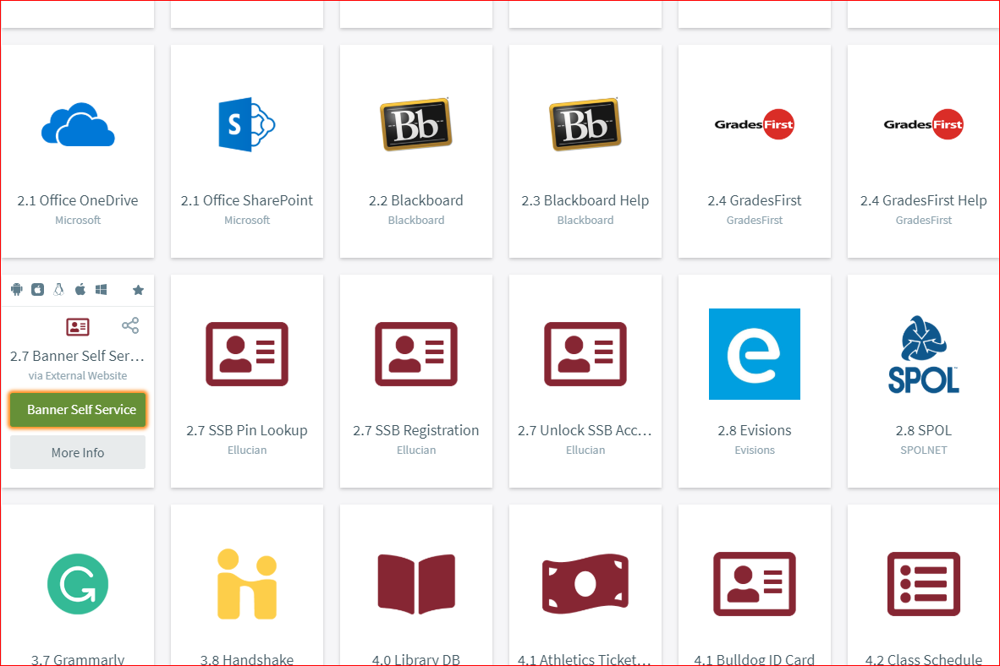 S
Bb
Bb
GradesFirst
GradesFirst
2.1 Office OneDrive
2.1 Office SharePoint
2.2 Blackboard
2.3 Blackboard Help
2.4 GradesFirst
2.4 GradesFirst Help
Microsoft
Microsoft
Blackboard
Blackboard
GradesFirst
GradesFirst
2.7 Banner Self Ser...
via External Website
Banner Self Service
More Info
e
SPOL
2.7 SSB Pin Lookup
2.7 SSB Registration
2.7 Unlock SSB Acc...
2.8 Evisions
2.8 SPOL
Ellucian
Ellucian
Ellucian
Evisions
SPOLNET
G
3.7 Grammarly
3.8 Handshake
4.0 Library DB
4.1 Athletics Ticket...
4.1 Bulldog ID Card
4.2 Class Schedule